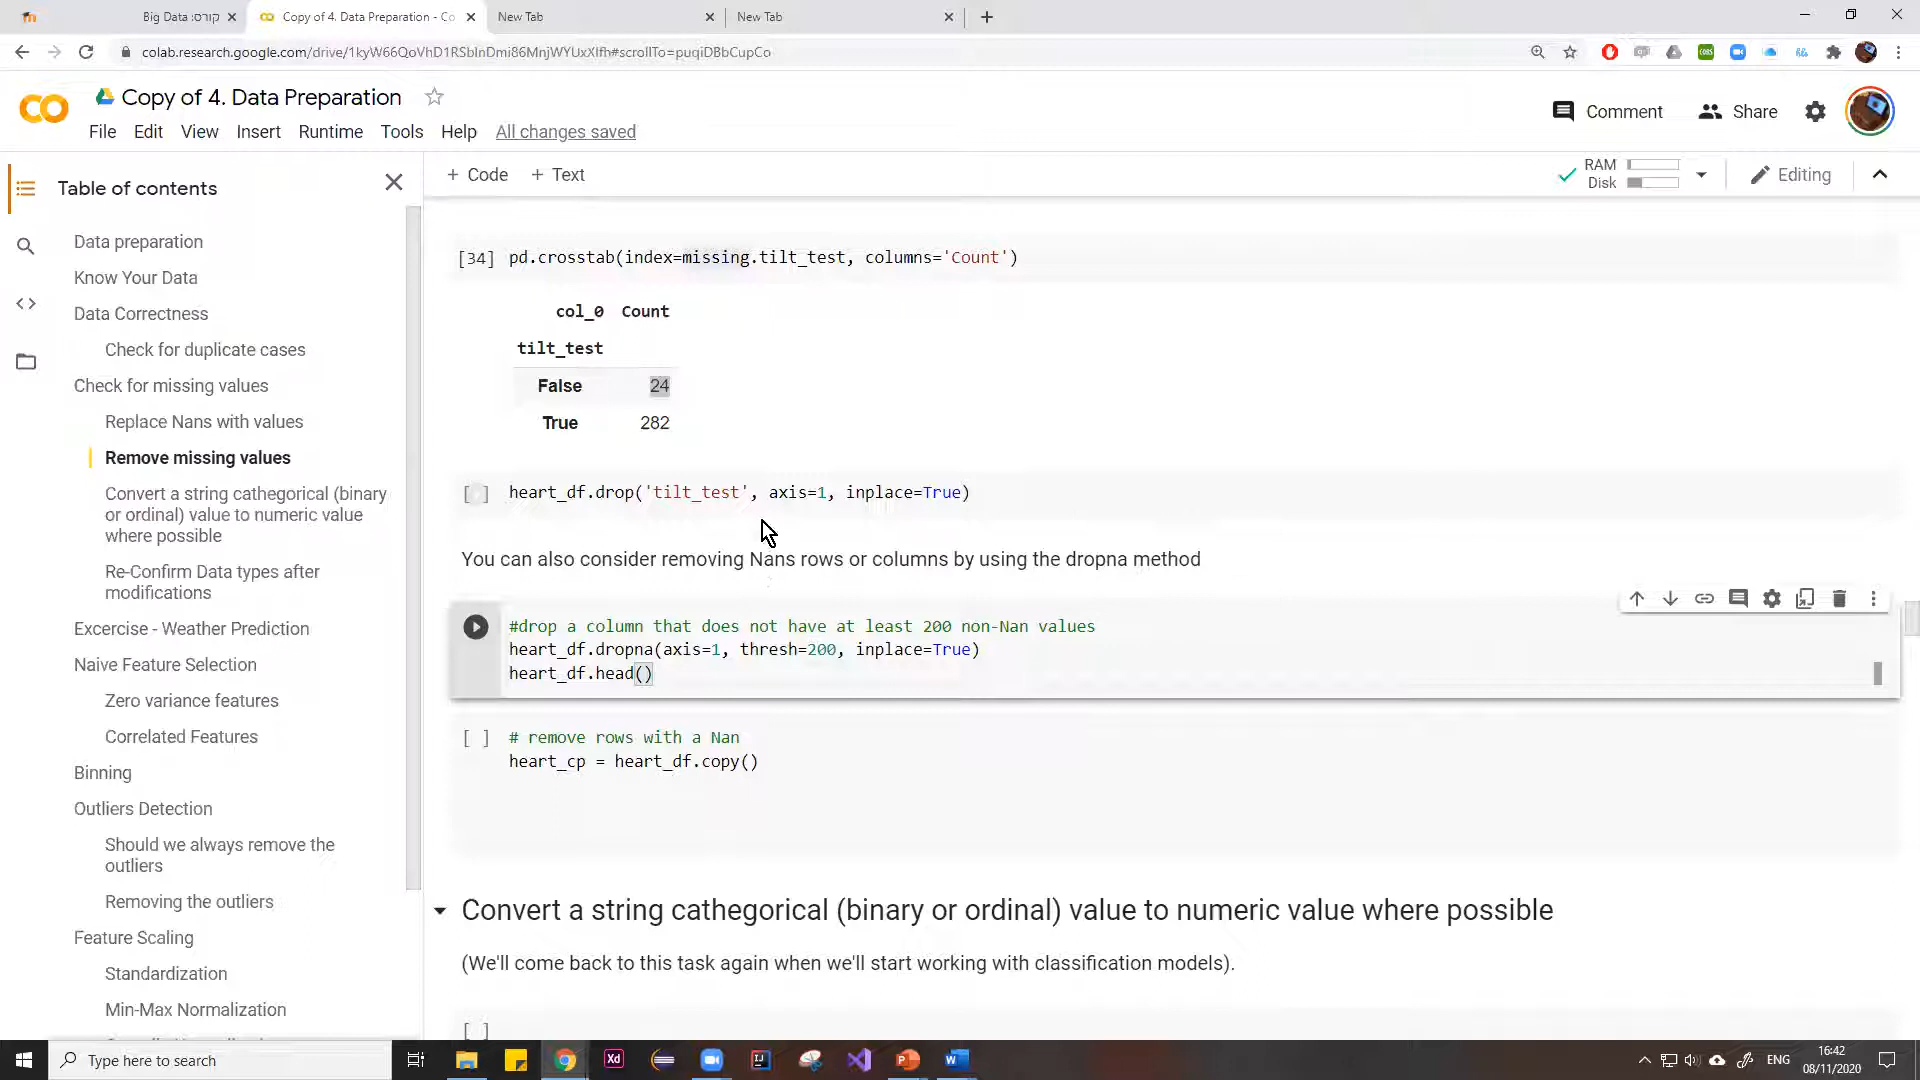 קורס: Big Data
Copy of 4. Data Preparation - Co
New Tab
New Tab
colab.research.google.com/drive/1kyW66QoVhD1RSbInDmi86MnjWYUxXlfh#scrollTo=puqiDBbCupCo
Copy of 4. Data Preparation
File Edit View Insert Runtime Tools Help All changes saved
Comment
Share
Table of contents
+ Code + Text
RAM
Disk
Editing
Data preparation
Know Your Data
Data Correctness
Check for duplicate cases
Check for missing values
Replace Nans with values
Remove missing values
Convert a string cathegorical (binary
or ordinal) value to numeric value
where possible
Re-Confirm Data types after
modifications
Excercise - Weather Prediction
Naive Feature Selection
Zero variance features
Correlated Features
Binning
Outliers Detection
Should we always remove the
outliers
Removing the outliers
Feature Scaling
Standardization
Min-Max Normalization
[34] pd.crosstab(index=missing.tilt_test, columns='Count')
col_0 Count
tilt_test
False 24
True 282
[ ] heart_df.drop('tilt_test', axis=1, inplace=True)
You can also consider removing Nans rows or columns by using the dropna method
#drop a column that does not have at least 200 non-Nan values
heart_df.dropna(axis=1, thresh=200, inplace=True)
heart_df.head()
[ ] # remove rows with a Nan
heart_cp = heart_df.copy()
Convert a string cathegorical (binary or ordinal) value to numeric value where possible
(We'll come back to this task again when we'll start working with classification models).
[ ]
Type here to search
Xd
IJ
ENG
16:42
08/11/2020